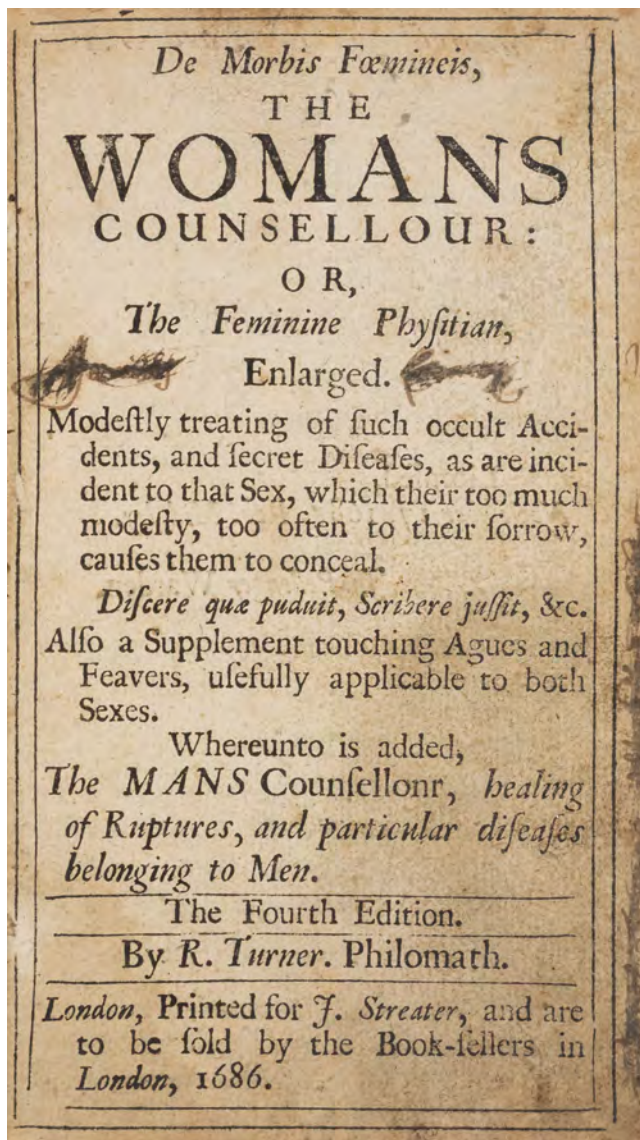 De Morbis Fœmineis,
THE
WOMANS
COUNSELLOUR:
OR,
The Feminine Phyſitian,
Enlarged.
Modeſtly treating of ſuch occult Acci-
dents, and ſecret Diſeaſes, as are inci-
dent to that Sex, which their too much
modeſty, too often to their ſorrow,
cauſes them to conceal.
Diſcere quæ puduit, Scribere juſſit, &c.
Alſo a Supplement touching Agues and
Feavers, uſefully applicable to both
Sexes.
Whereunto is added,
The MANS Counſellonr, healing
of Ruptures, and particular diſeaſes
belonging to Men.
The Fourth Edition.
By R. Turner. Philomath.
London, Printed for J. Streater, and are
to be ſold by the Book-ſellers in
London, 1686.